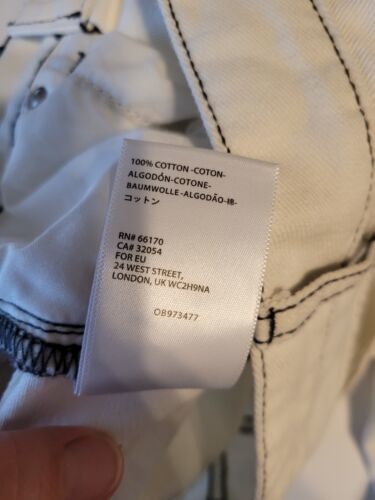 100% COTTON -COTON-
ALGODÓN-COTONE-
BAUMWOLLE -ALGODÃO-棉-
コットン
RN# 66170
CA# 32054
FOR EU
24 WEST STREET,
LONDON, UK WC2H9NA
OB973477